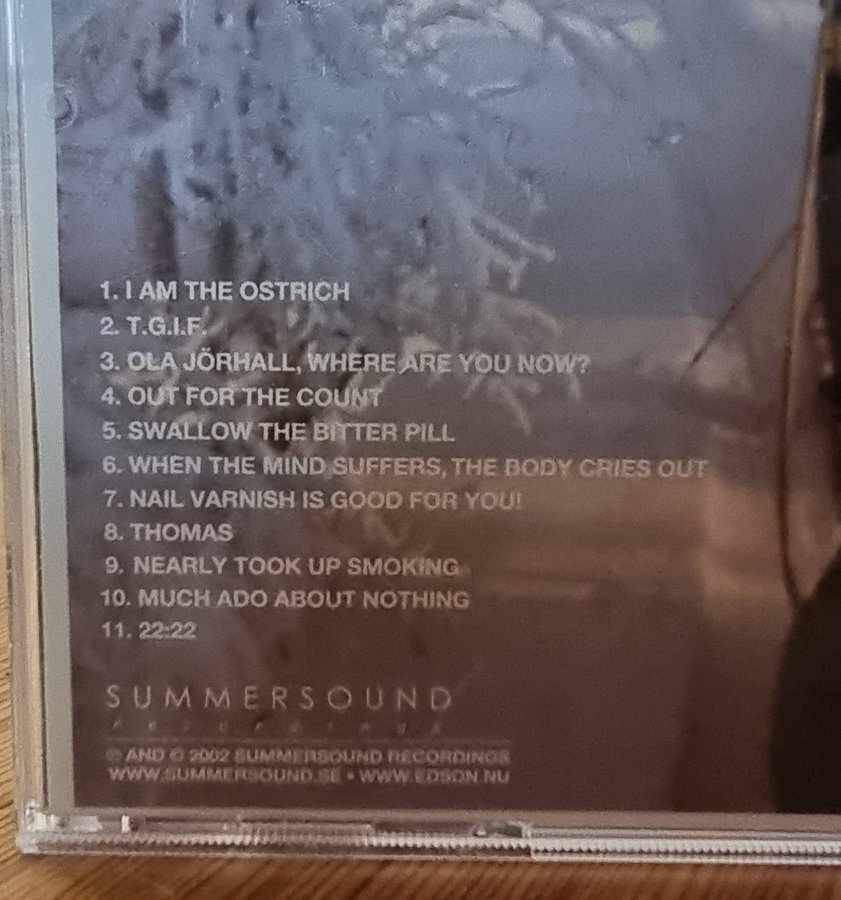 1. I AM THE OSTRICH
2. T.G.I.F.
3. OLA JÖRHALL, WHERE ARE YOU NOW?
4. OUT FOR THE COUNT
5. SWALLOW THE BITTER PILL
6. WHEN THE MIND SUFFERS, THE BODY CRIES OUT
7. NAIL VARNISH IS GOOD FOR YOU!
8. THOMAS
9. NEARLY TOOK UP SMOKING
10. MUCH ADO ABOUT NOTHING
11. 22:22
SUMMERSOUND
recordings
℗ AND © 2002 SUMMERSOUND RECORDINGS
WWW.SUMMERSOUND.SE • WWW.EDSON.NU